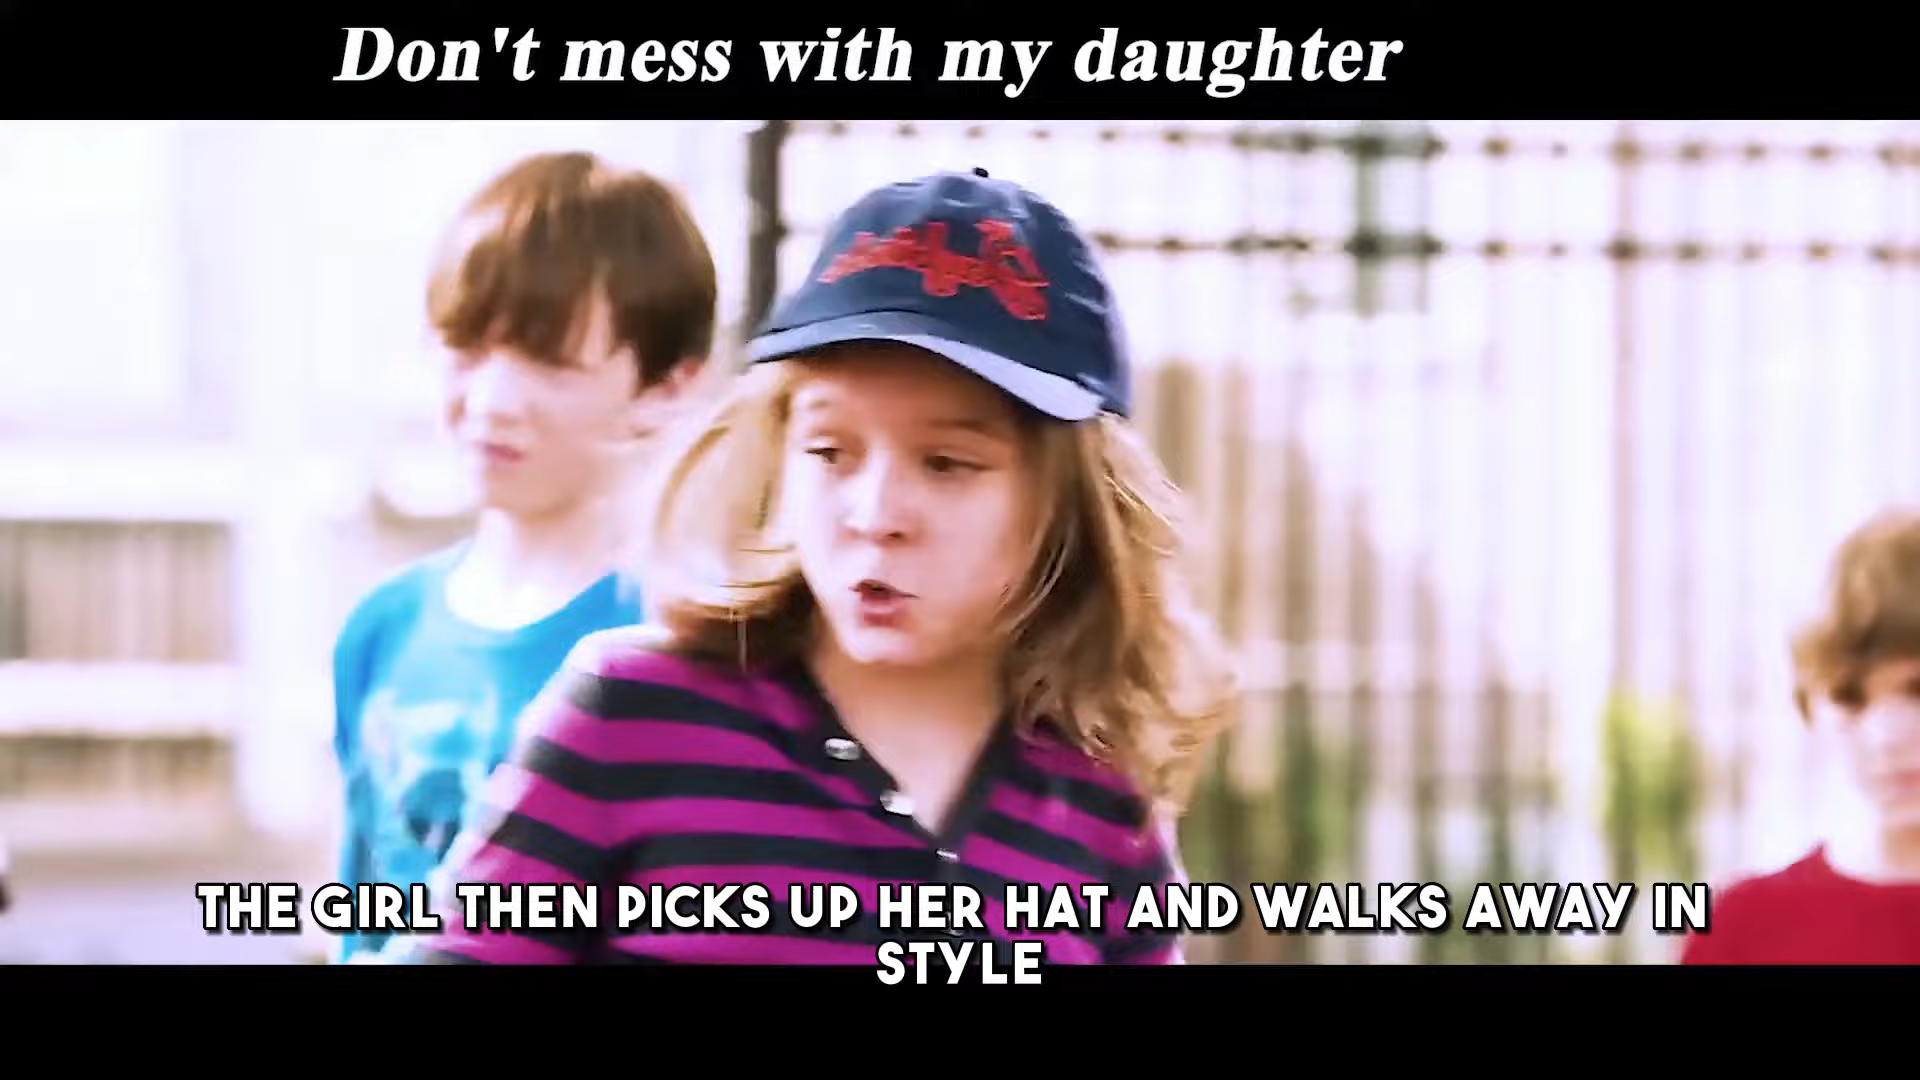 Don't mess with my daughter
THE GIRL THEN PICKS UP HER HAT AND WALKS AWAY IN
STYLE